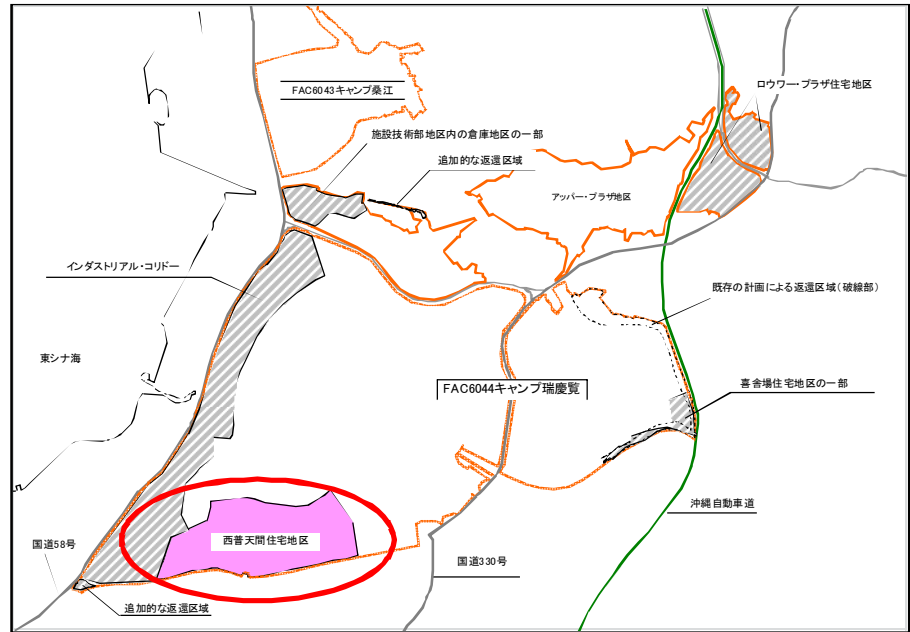 FAC6043キャンプ桑江
ロウワー・プラザ住宅地区
施設技術部地区内の倉庫地区の一部
追加的な返還区域
アッパー・プラザ地区
インダストリアル・コリドー
既存の計画による返還区域(破線部)
東シナ海
FAC6044キャンプ瑞慶覧
喜舎場住宅地区の一部
沖縄自動車道
国道58号
西普天間住宅地区
国道330号
追加的な返還区域